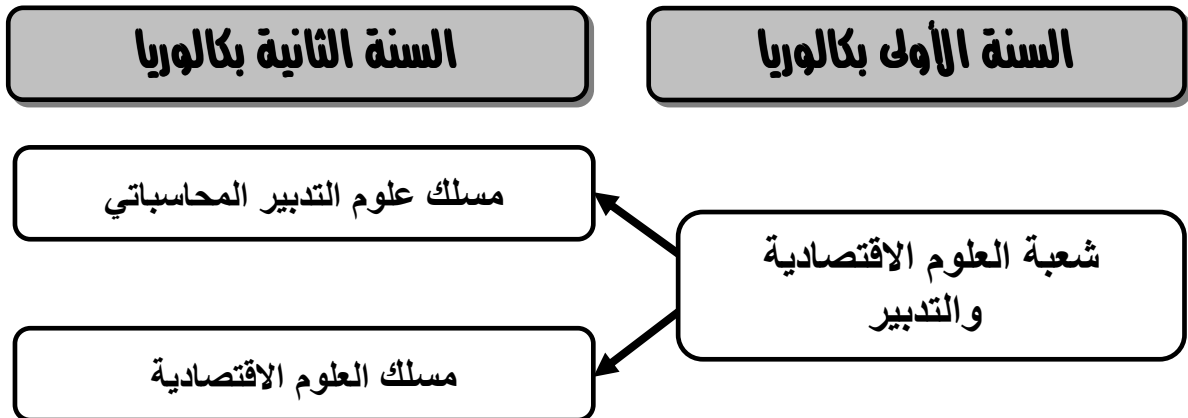 السنة الأولى بكالوريا
السنة الثانية بكالوريا
شعبة العلوم الاقتصادية
والتدبير
مسلك علوم التدبير المحاسباتي
مسلك العلوم الاقتصادية